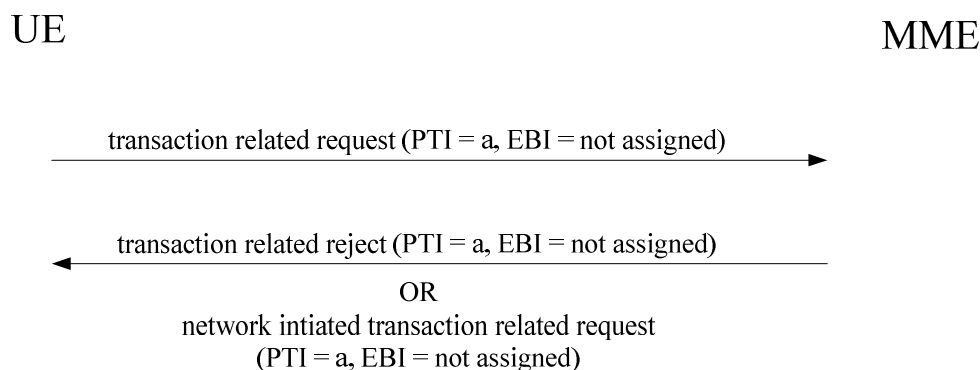 UE
MME
transaction related request (PTI = a, EBI = not assigned)
transaction related reject (PTI = a, EBI = not assigned)
OR
network intiated transaction related request
(PTI = a, EBI = not assigned)